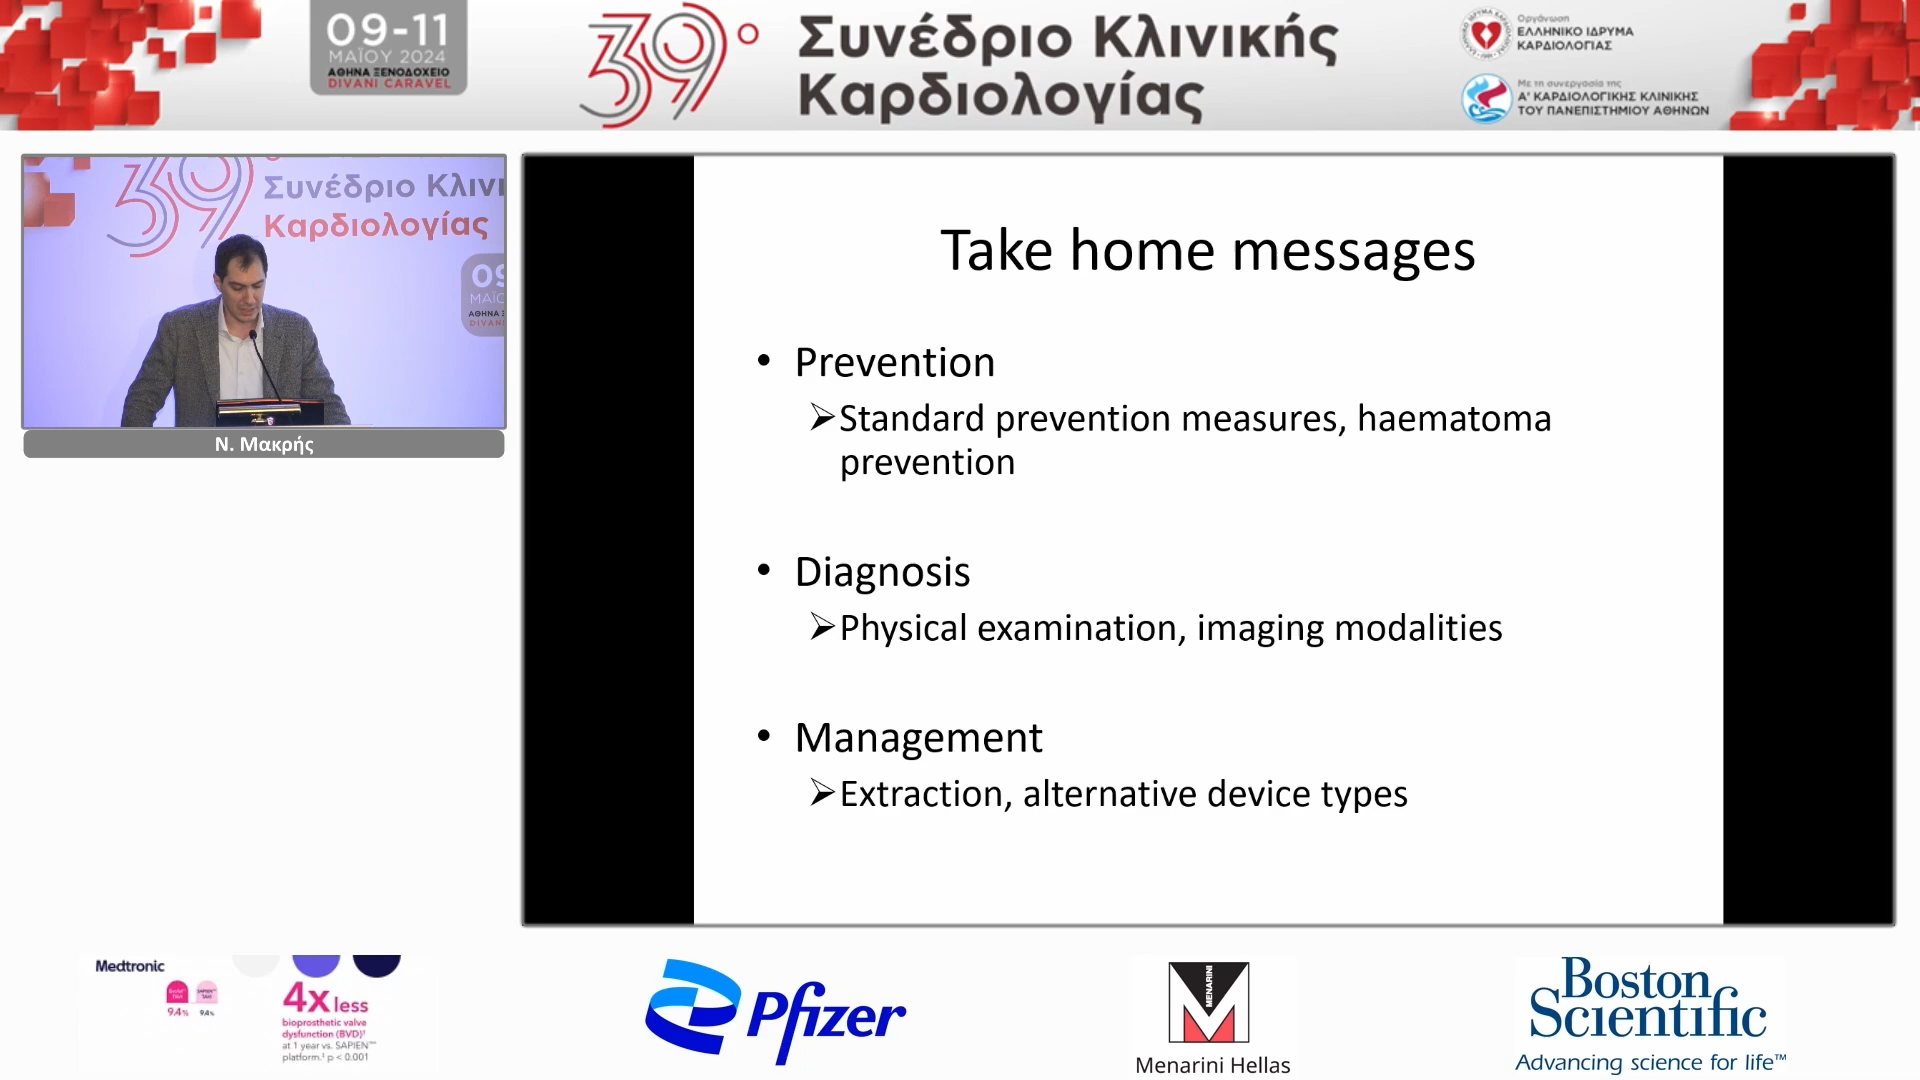 09-11
ΜΑΪΟΥ 2024
ΑΘΗΝΑ ΞΕΝΟΔΟΧΕΙΟ
DIVANI CARAVEL
39°
Συνέδριο Κλινικής
Καρδιολογίας
Οργάνωση
ΕΛΛΗΝΙΚΟ ΙΔΡΥΜΑ
ΚΑΡΔΙΟΛΟΓΙΑΣ
Με τη συνεργασία της
Α' ΚΑΡΔΙΟΛΟΓΙΚΗΣ ΚΛΙΝΙΚΗΣ
ΤΟΥ ΠΑΝΕΠΙΣΤΗΜΙΟΥ ΑΘΗΝΩΝ
39
Συνέδριο Κλινι
Καρδιολογίας
09
ΜΑΪΟ
ΑΘΗΝΑ Ξ
DIVANI
Ν. Μακρής
Take home messages
• Prevention
➢Standard prevention measures, haematoma
prevention
• Diagnosis
➢Physical examination, imaging modalities
• Management
➢Extraction, alternative device types
Medtronic
9.4% 9.4%
4x less
bioprosthetic valve
dysfunction (BVD)
at 1 year vs. SAPIEN™
platform. p < 0.001
Pfizer
MENARINI
Menarini Hellas
Boston
Scientific
Advancing science for life™